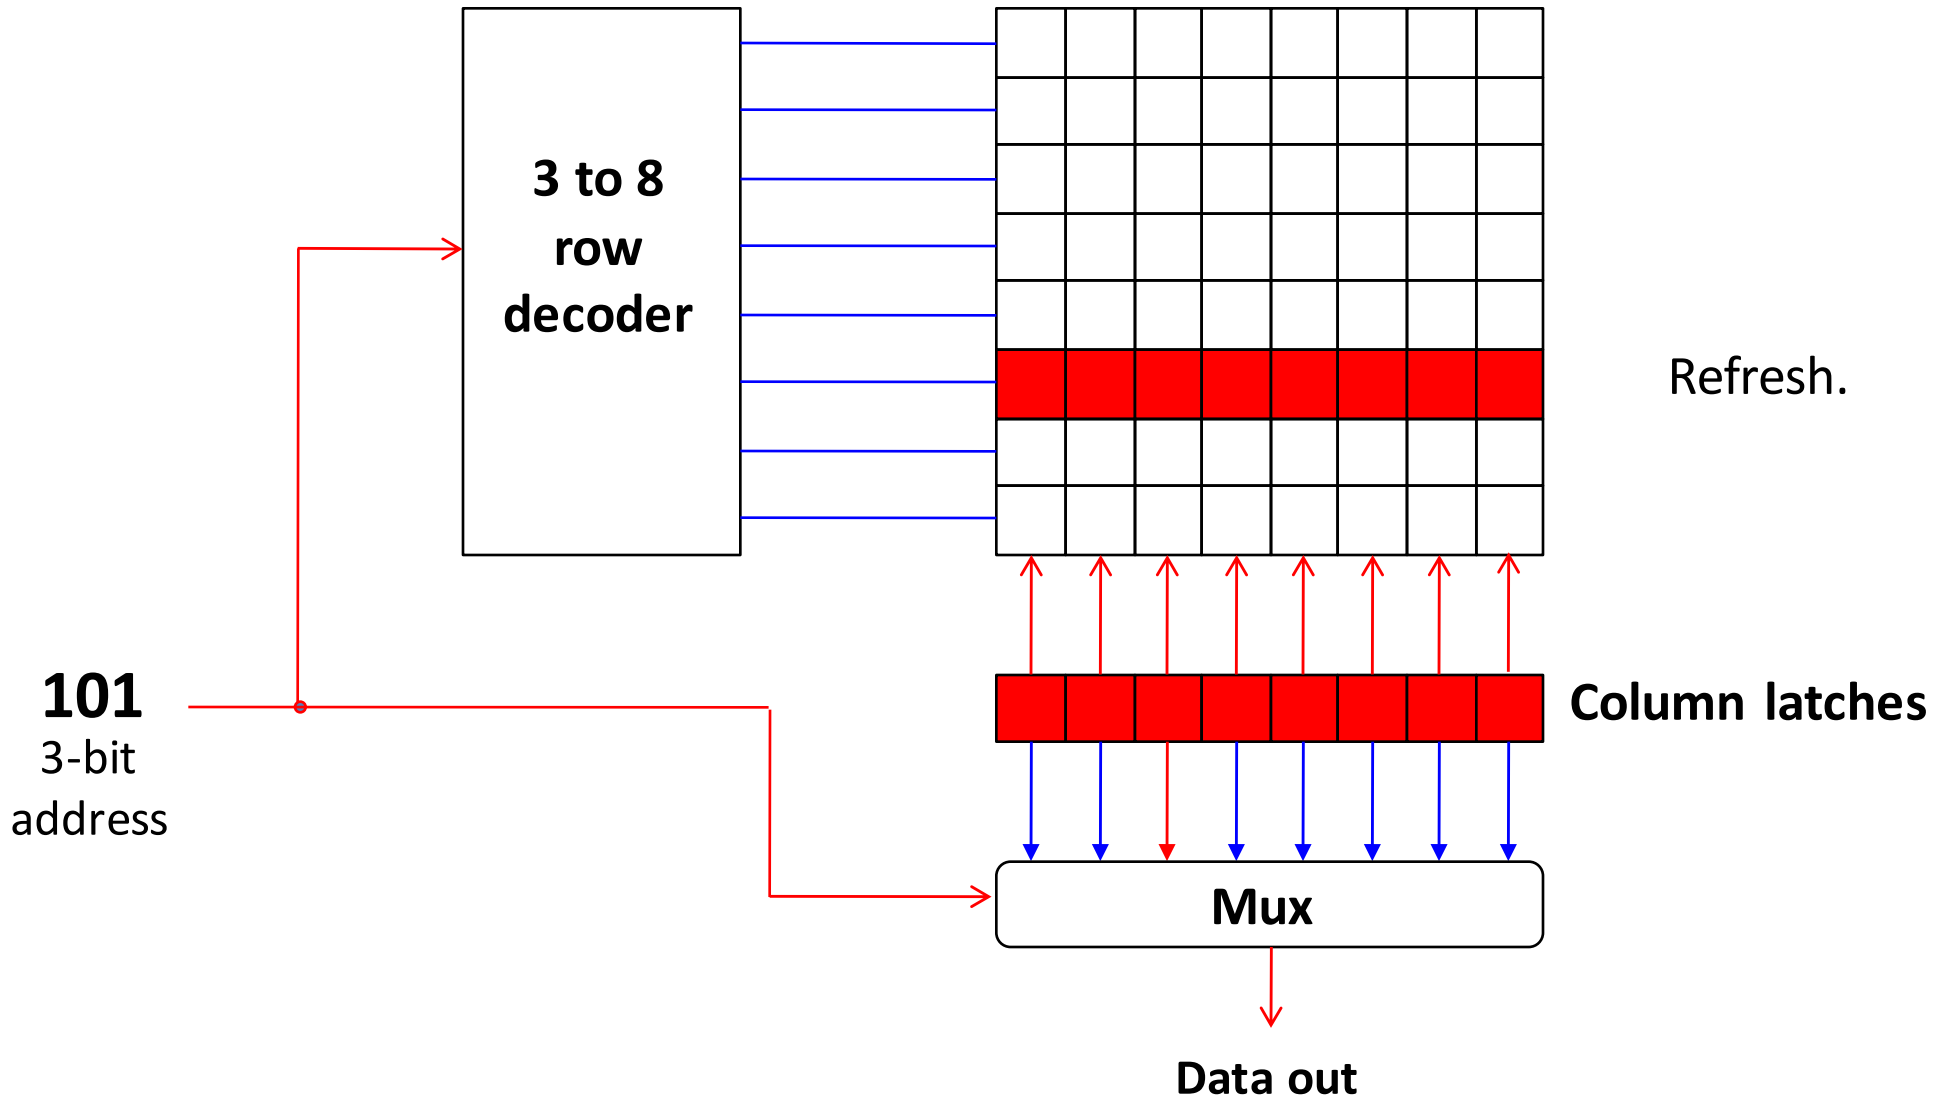 3 to 8
row
decoder
Refresh.
101
3-bit
address
Column latches
Mux
Data out